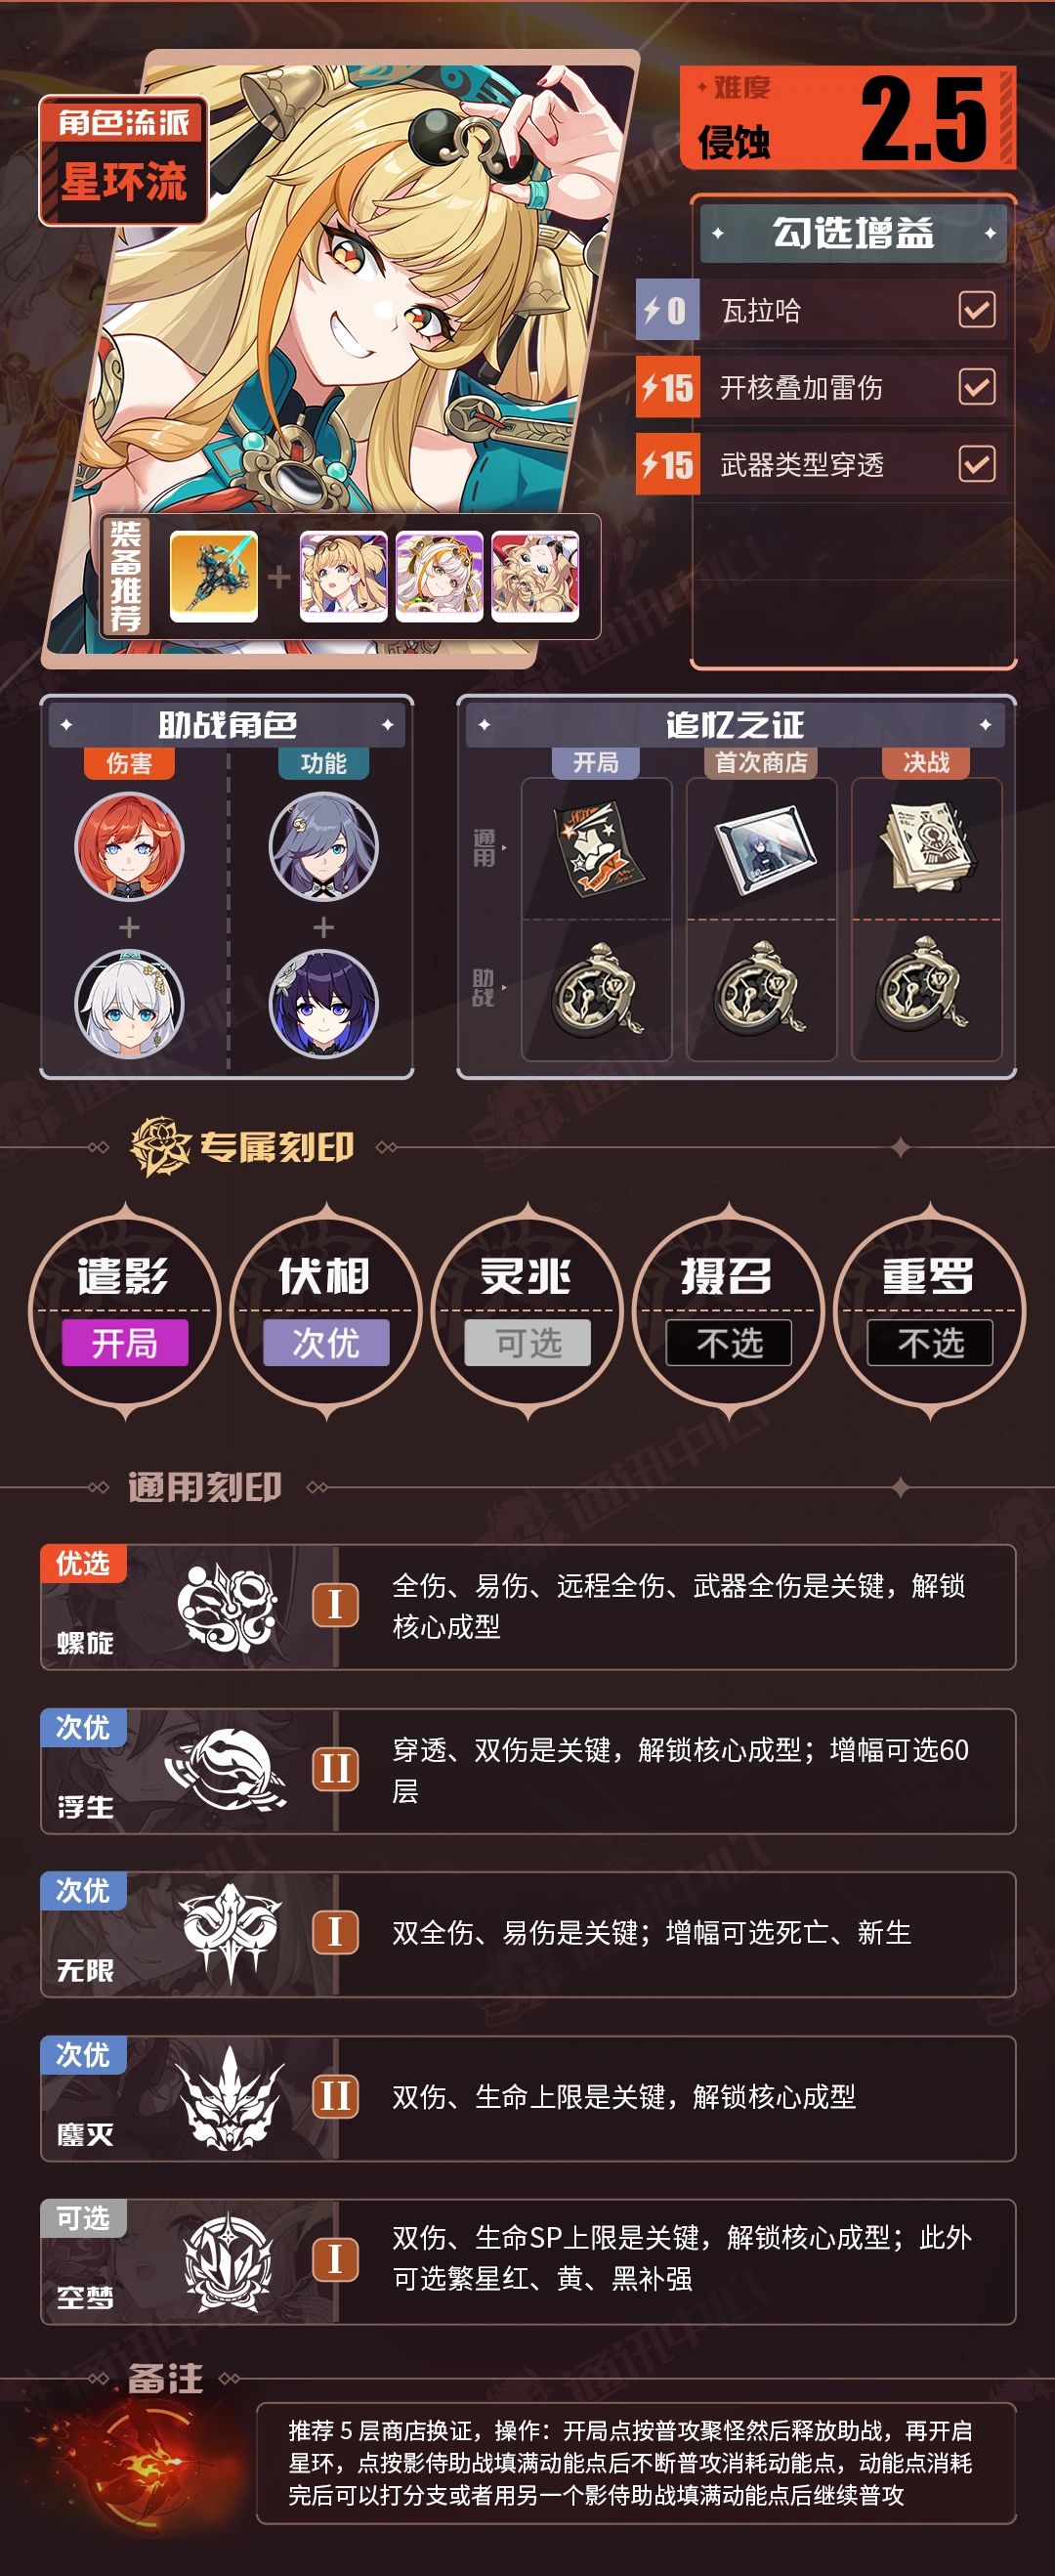 角色流派
星环流
难度
侵蚀
2.5
勾选增益
0 瓦拉哈
15 开核叠加雷伤
15 武器类型穿透
装备推荐
助战角色
伤害
功能
追忆之证
开局
首次商店
决战
通用
助战
专属刻印
遣影
开局
伏相
次优
灵兆
可选
摄召
不选
重罗
不选
通用刻印
优选
螺旋
I
全伤、易伤、远程全伤、武器全伤是关键，解锁
核心成型
次优
浮生
II
穿透、双伤是关键，解锁核心成型；增幅可选60
层
次优
无限
I
双全伤、易伤是关键；增幅可选死亡、新生
次优
鏖灭
II
双伤、生命上限是关键，解锁核心成型
可选
空梦
I
双伤、生命SP上限是关键，解锁核心成型；此外
可选繁星红、黄、黑补强
备注
推荐 5 层商店换证，操作：开局点按普攻聚怪然后释放助战，再开启
星环，点按影侍助战填满动能点后不断普攻消耗动能点，动能点消耗
完后可以打分支或者用另一个影侍助战填满动能点后继续普攻